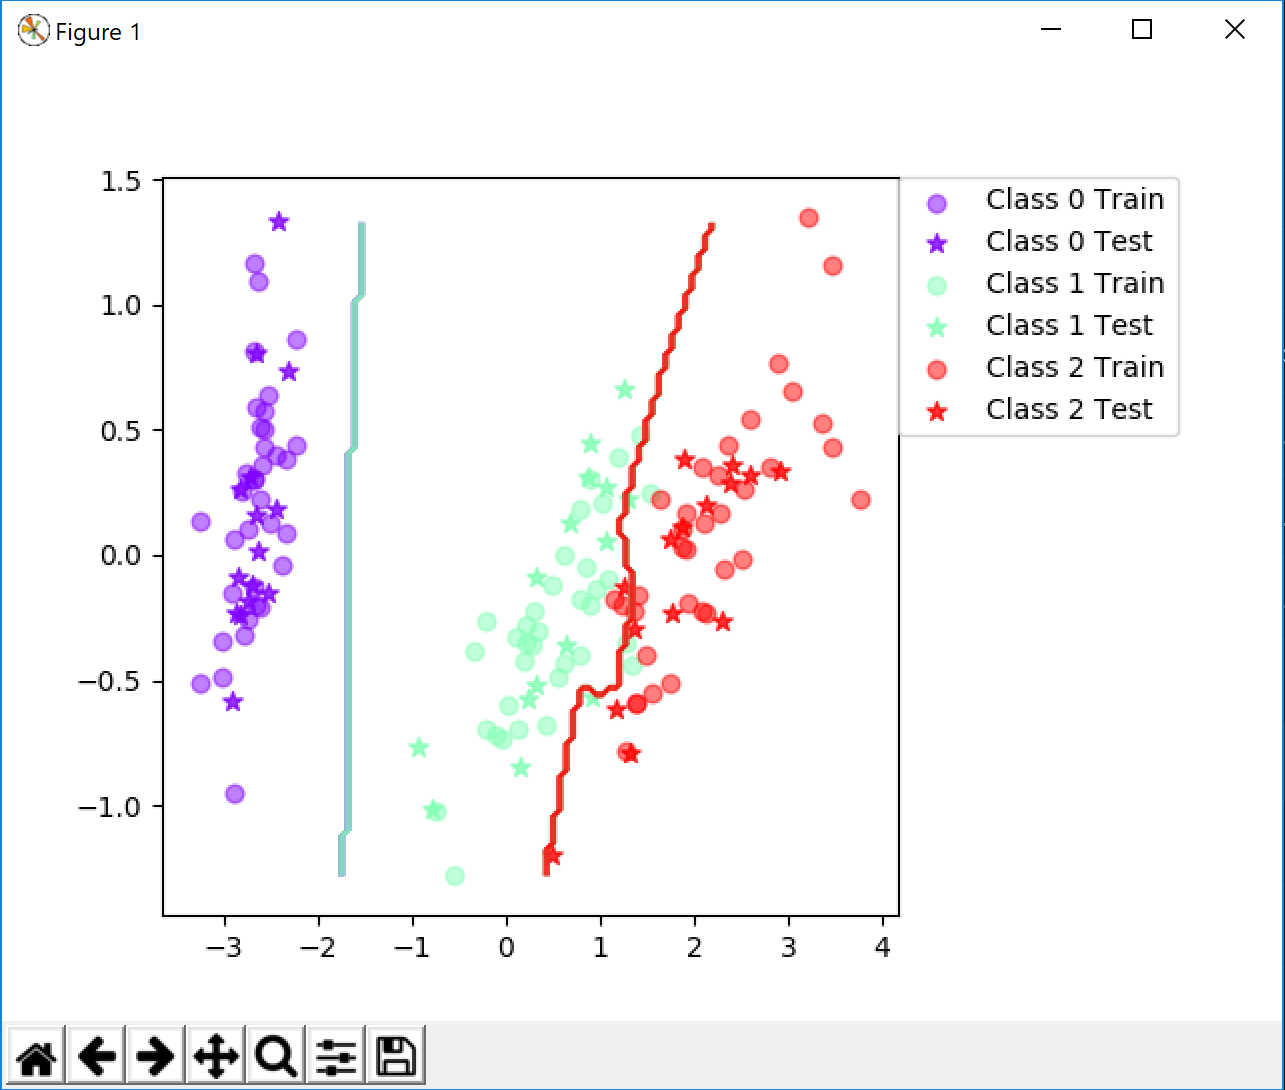 Figure 1
1.5
1.0
0.5
0.0
−0.5
−1.0
−3 −2 −1 0 1 2 3 4
Class 0 Train
Class 0 Test
Class 1 Train
Class 1 Test
Class 2 Train
Class 2 Test